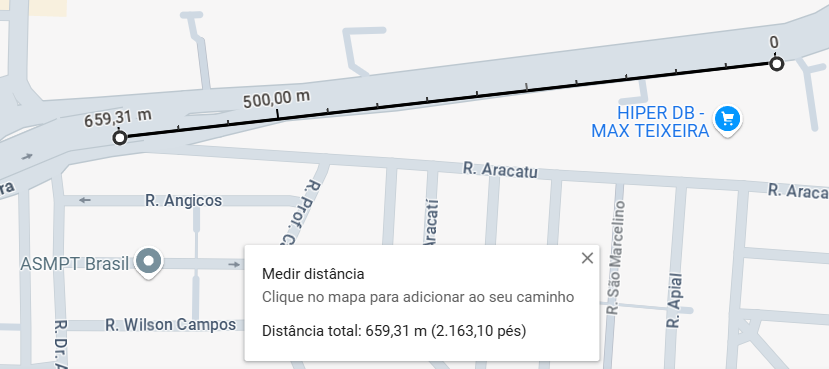 0
500,00 m
659,31 m
HIPER DB -
MAX TEIXEIRA
R. Aracatu
R. Araca
ra
R. Angicos
R. Prof. Ca
Aracatí
R. São Marcelino
R. Apial
ASMPT Brasil
R. Wilson Campos
R. Dr. A
Medir distância
Clique no mapa para adicionar ao seu caminho
Distância total: 659,31 m (2.163,10 pés)